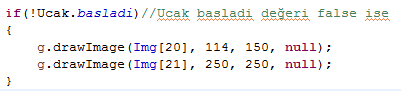 if(!Ucak.basladi)//Ucak basladi değeri false ise
{
g.drawImage(Img[20], 114, 150, null);
g.drawImage(Img[21], 250, 250, null);
}